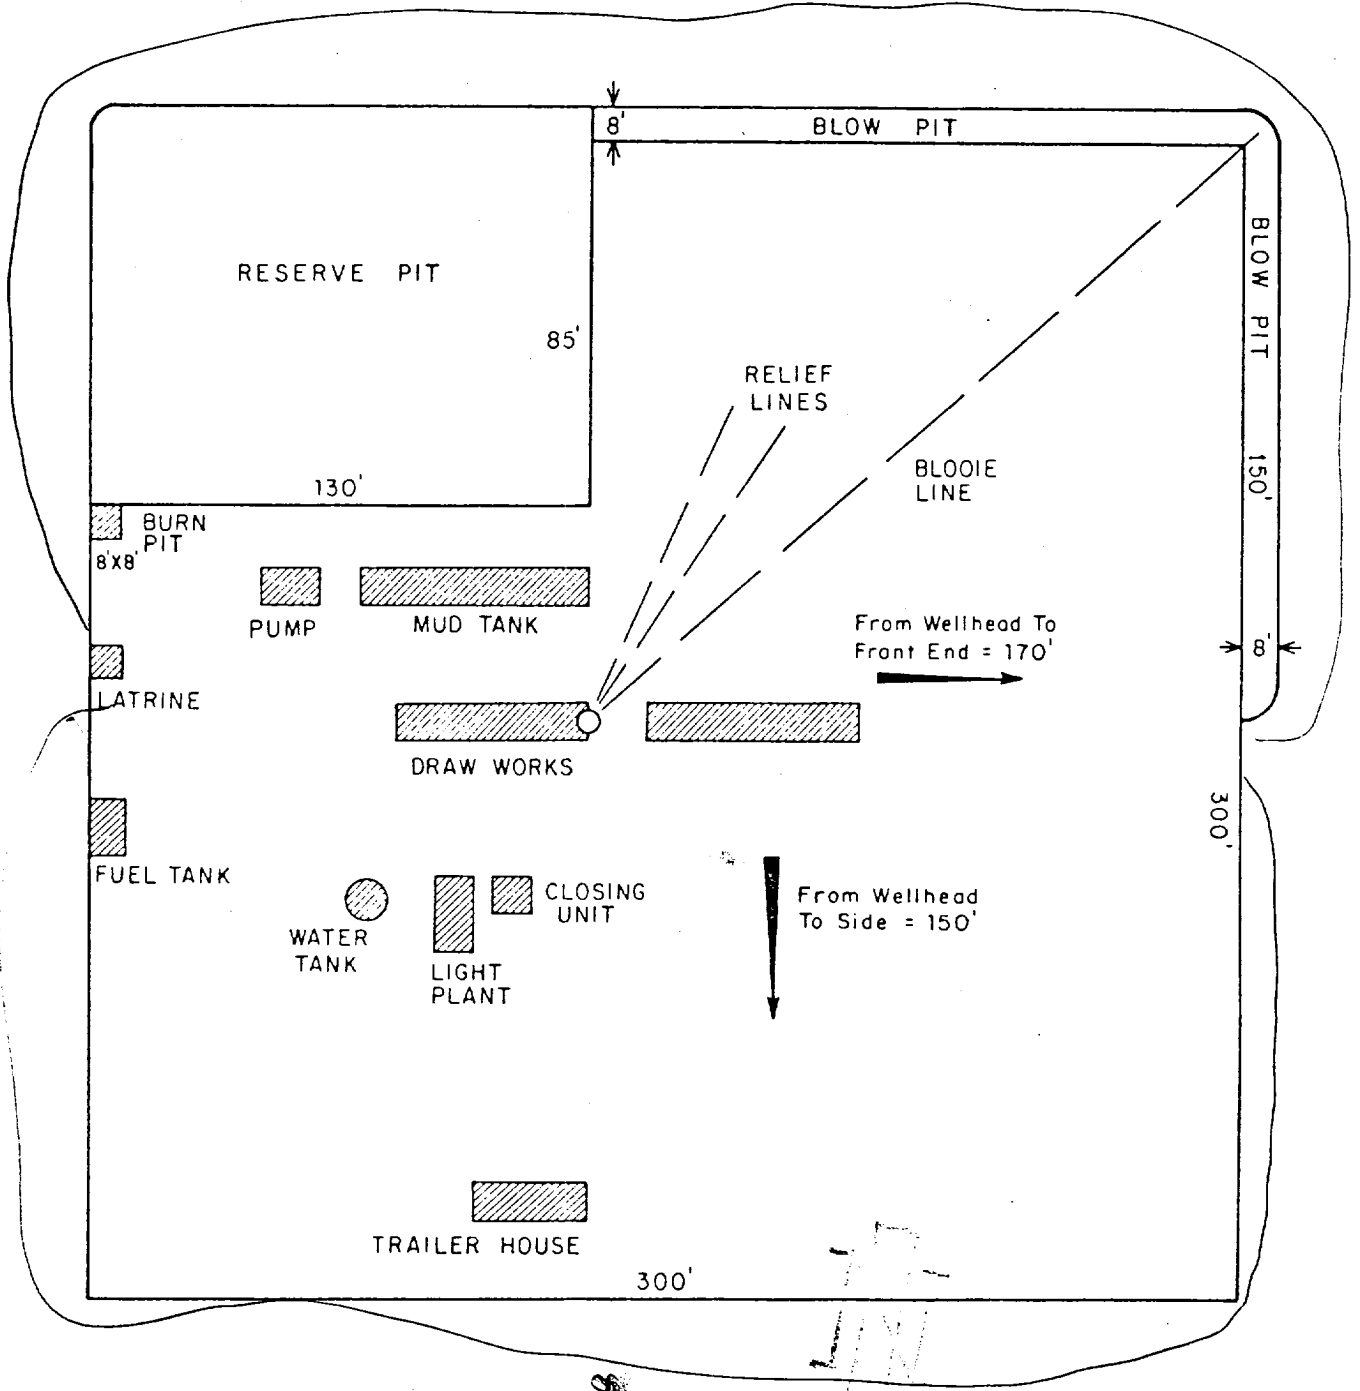 8'
BLOW PIT
BLOW PIT
RESERVE PIT
85'
RELIEF
LINES
BLOOIE
LINE
150'
130'
BURN
PIT
8'X8'
PUMP
MUD TANK
From Wellhead To
Front End = 170'
8'
LATRINE
DRAW WORKS
300'
FUEL TANK
CLOSING
UNIT
From Wellhead
To Side = 150'
WATER
TANK
LIGHT
PLANT
TRAILER HOUSE
300'